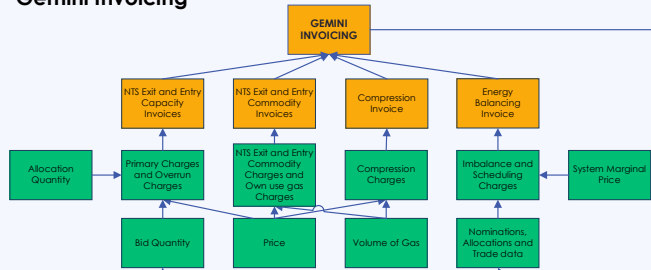 Gemini Invoicing
GEMINI
INVOICING
NTS Exit and Entry
Capacity
Invoices
NTS Exit and Entry
Commodity
Invoices
Compression
Invoice
Energy
Balancing
Invoice
Allocation
Quantity
Primary Charges
and Overrun
Charges
NTS Exit and Entry
Commodity
Charges and
Own use gas
Charges
Compression
Charges
Imbalance and
Scheduling
Charges
System Marginal
Price
Bid Quantity
Price
Volume of Gas
Nominations,
Allocations and
Trade data